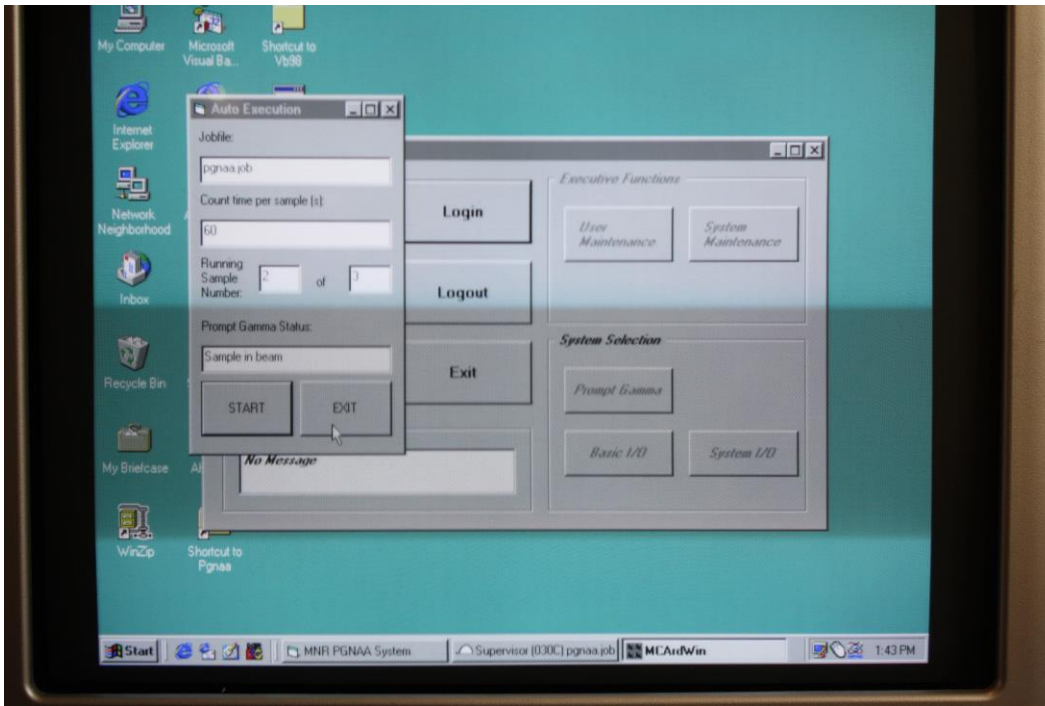 My Computer
Microsoft
Visual Ba...
Shortcut to
Vb98
Internet
Explorer
Network
Neighborhood
Inbox
Recycle Bin
My Briefcase
WinZip
Shortcut to
Pgnaa
Auto Execution
Jobfile:
pgnaa.job
Count time per sample (s):
60
Running
Sample
Number:
2
of
3
Prompt Gamma Status:
Sample in beam
START
EXIT
Login
Logout
Exit
No Message
Executive Functions
User
Maintenance
System
Maintenance
System Selection
Prompt Gamma
Basic I/O
System I/O
Start
MNR PGNAA System
Supervisor (030C) pgnaa.job
MCArdWin
1:43 PM